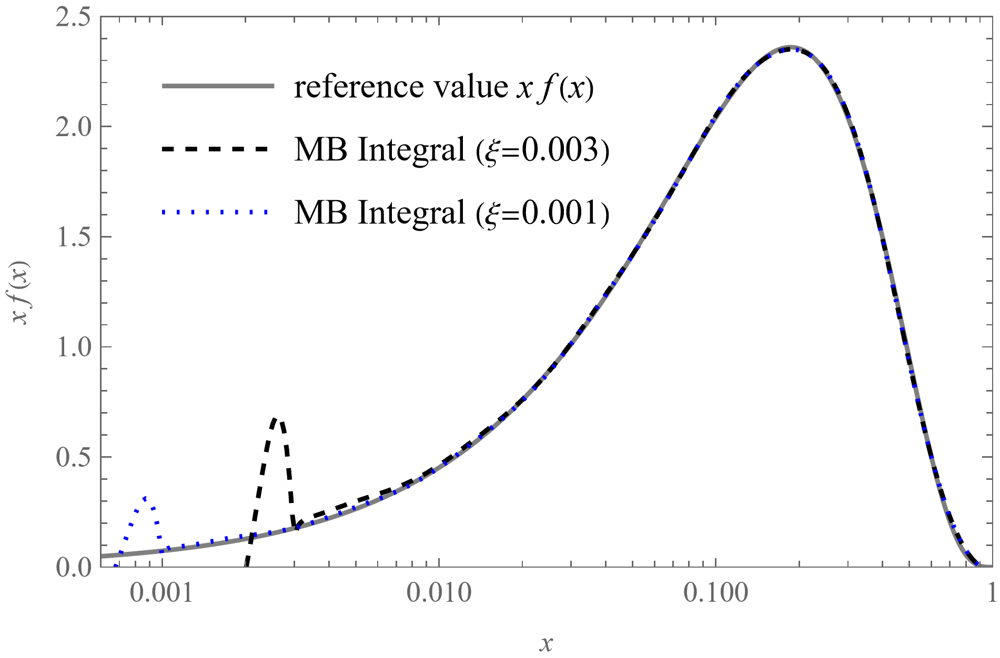 2.5
2.0
1.5
1.0
0.5
0.0
x f(x)
reference value x f(x)
MB Integral (ξ=0.003)
MB Integral (ξ=0.001)
0.001 0.010 0.100 1
x